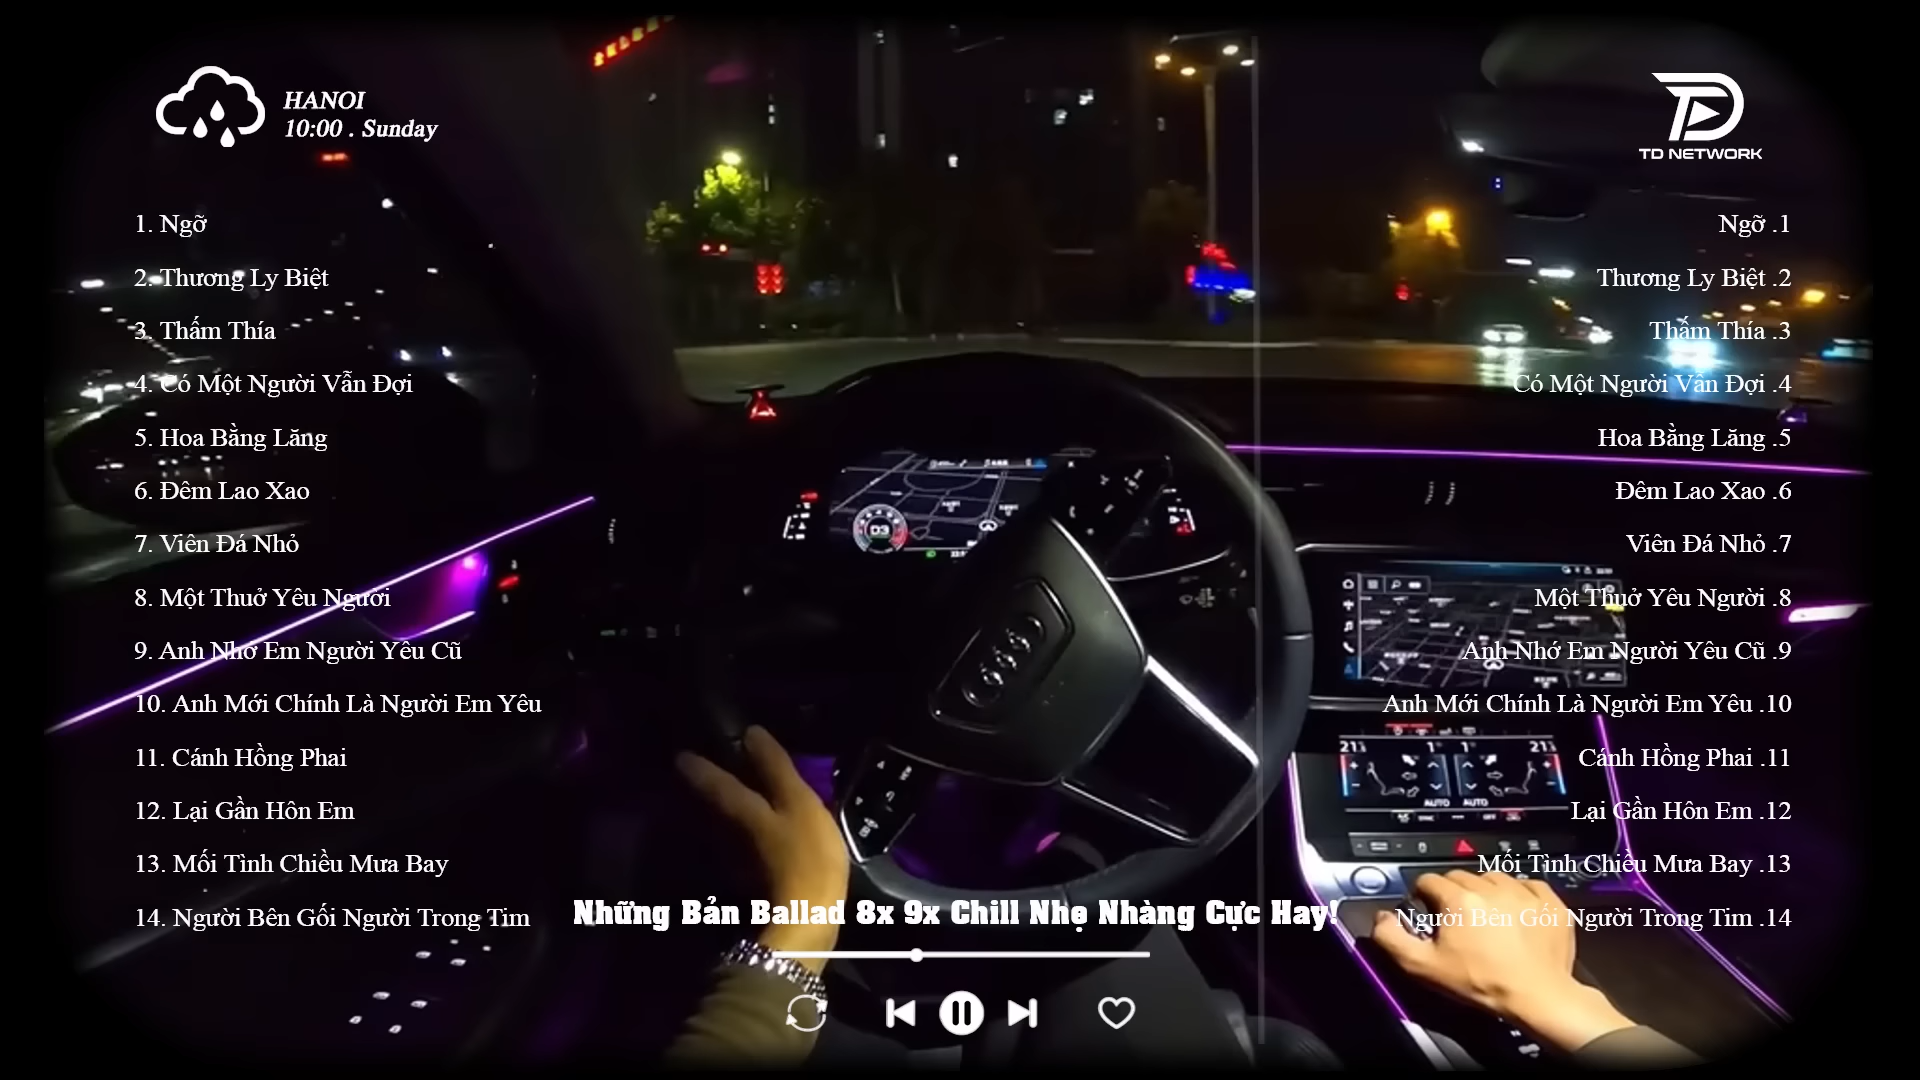 HANOI
10:00 . Sunday
TD NETWORK
1. Ngỡ
2. Thương Ly Biệt
3. Thấm Thía
4. Có Một Người Vẫn Đợi
5. Hoa Bằng Lăng
6. Đêm Lao Xao
7. Viên Đá Nhỏ
8. Một Thuở Yêu Người
9. Anh Nhớ Em Người Yêu Cũ
10. Anh Mới Chính Là Người Em Yêu
11. Cánh Hồng Phai
12. Lại Gần Hôn Em
13. Mối Tình Chiều Mưa Bay
14. Người Bên Gối Người Trong Tim
Ngỡ .1
Thương Ly Biệt .2
Thấm Thía .3
Có Một Người Vẫn Đợi .4
Hoa Bằng Lăng .5
Đêm Lao Xao .6
Viên Đá Nhỏ .7
Một Thuở Yêu Người .8
Anh Nhớ Em Người Yêu Cũ .9
Anh Mới Chính Là Người Em Yêu .10
Cánh Hồng Phai .11
Lại Gần Hôn Em .12
Mối Tình Chiều Mưa Bay .13
Người Bên Gối Người Trong Tim .14
D3
AUTO AUTO
Những Bản Ballad 8x 9x Chill Nhẹ Nhàng Cực Hay!